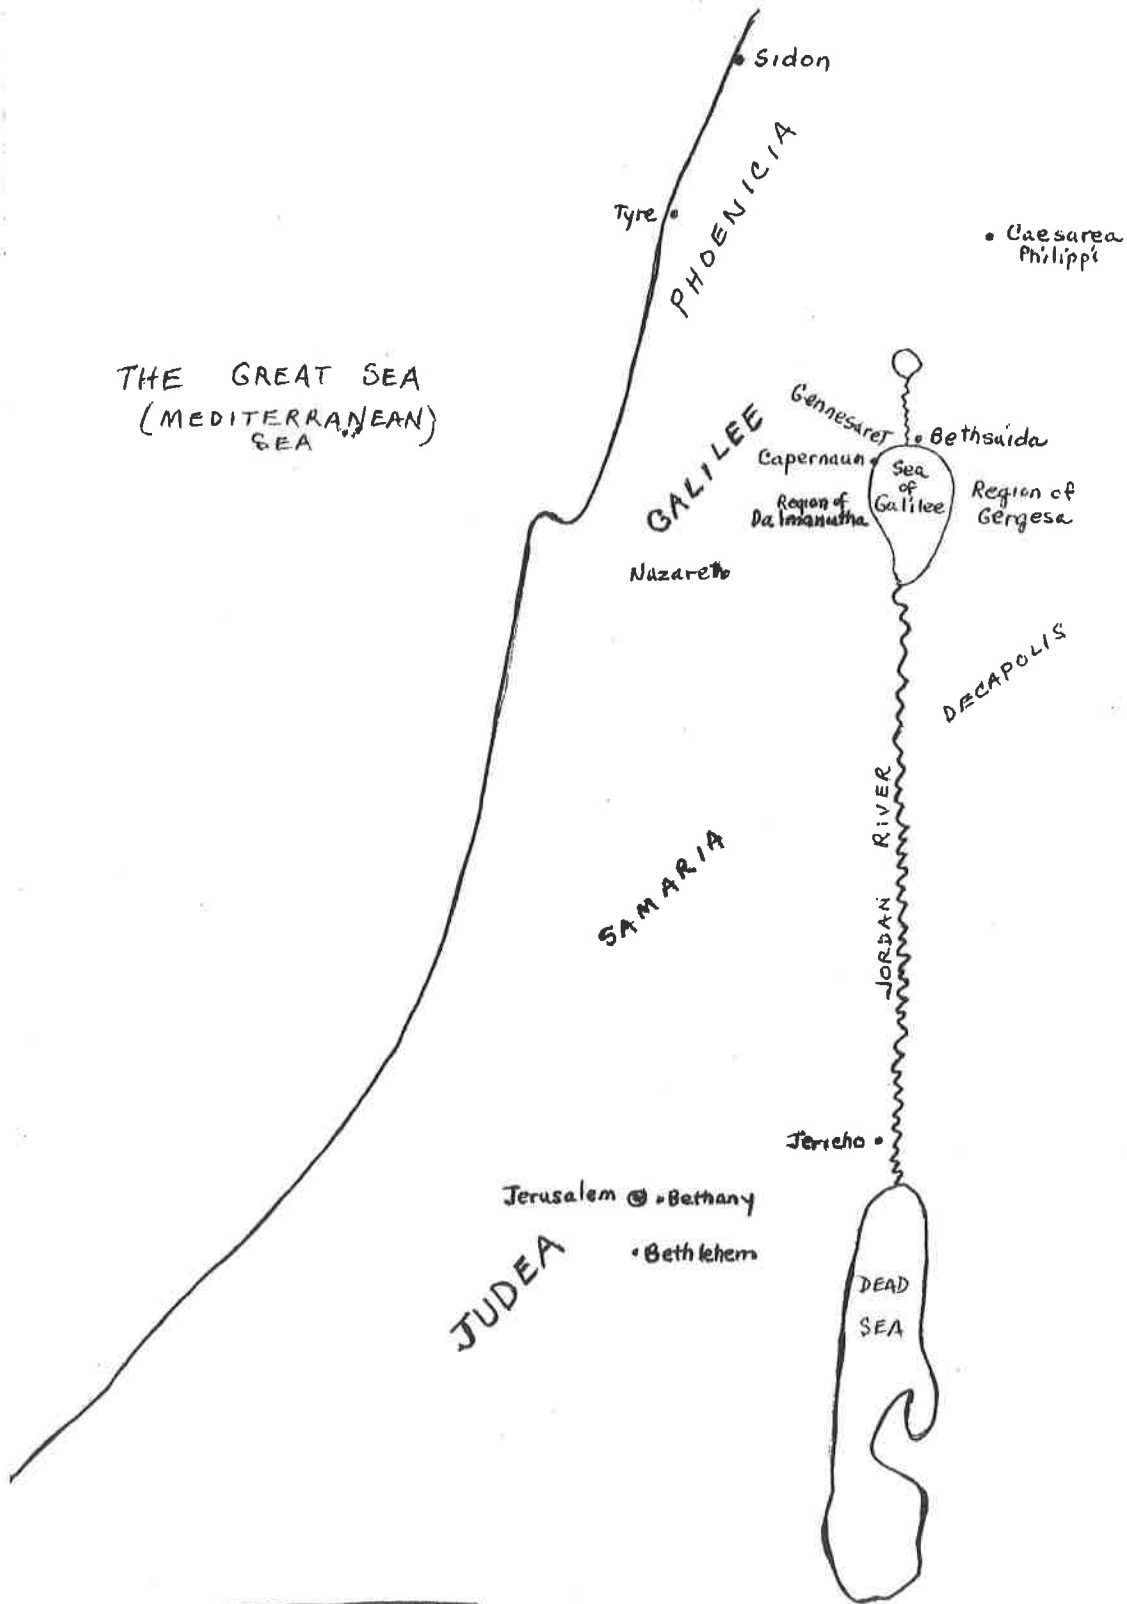 Sidon
PHOENICIA
Tyre
Caesarea
Philippi
THE GREAT SEA
(MEDITERRANEAN)
SEA
Gennesaret
Bethsaida
GALILEE
Capernaum
Sea
of
Galilee
Region of
Gergesa
Region of
Dalmanutha
Nazareth
DECAPOLIS
JORDAN RIVER
SAMARIA
Jericho
Jerusalem
Bethany
Bethlehem
JUDEA
DEAD
SEA